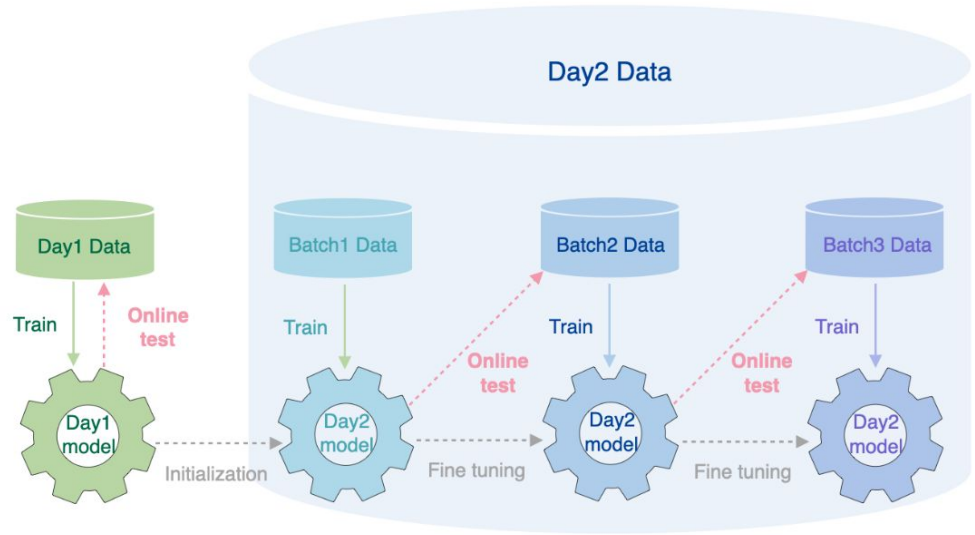 Day2 Data
Day1 Data
Batch1 Data
Batch2 Data
Batch3 Data
Train
Online
test
Train
Online
test
Train
Online
test
Train
Day1
model
Day2
model
Day2
model
Day2
model
Initialization
Fine tuning
Fine tuning